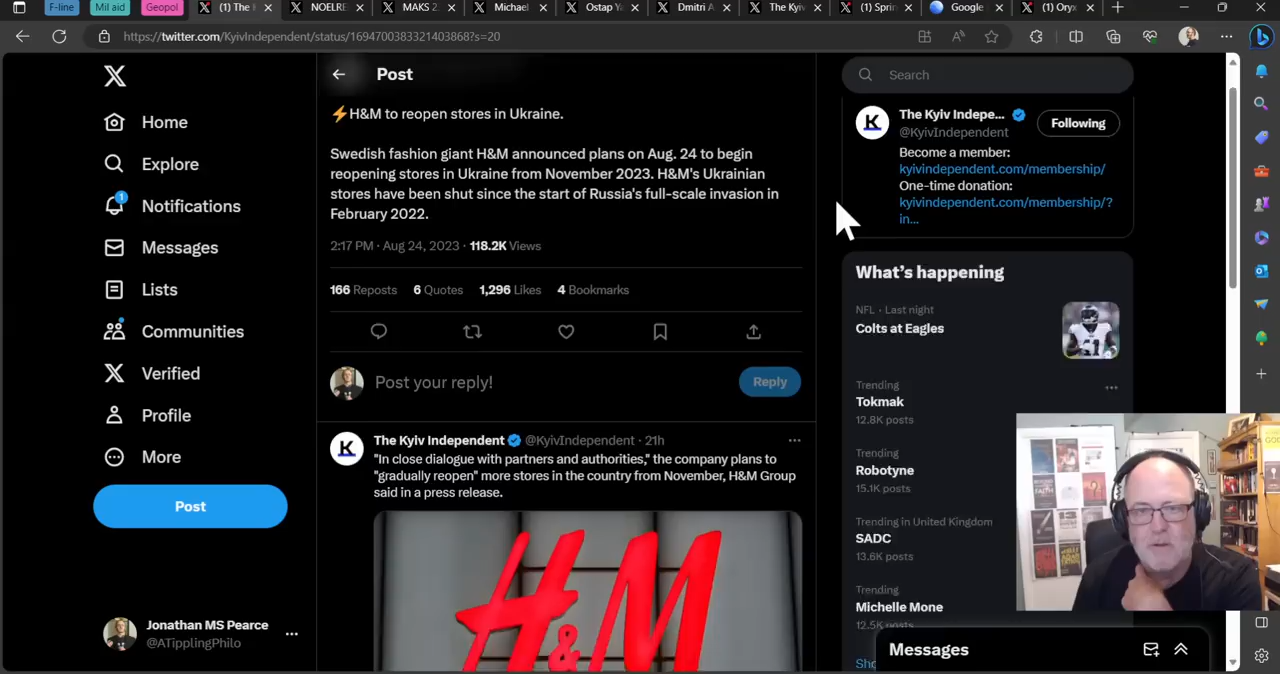 F-line
Mil aid
Geopol
(1) The I
NOELRE
MAKS 2
Michael
Ostap Y
Dmitri A
The Kyi
(1) Sprin
Google
(1) Oryx
https://twitter.com/KyivIndependent/status/1694700383321403868?s=20
Post
Search
⚡H&M to reopen stores in Ukraine.
Swedish fashion giant H&M announced plans on Aug. 24 to begin
reopening stores in Ukraine from November 2023. H&M's Ukrainian
stores have been shut since the start of Russia's full-scale invasion in
February 2022.
2:17 PM · Aug 24, 2023 · 118.2K Views
166 Reposts 6 Quotes 1,296 Likes 4 Bookmarks
Post your reply!
Reply
The Kyiv Independent @KyivIndependent · 21h
"In close dialogue with partners and authorities," the company plans to
"gradually reopen" more stores in the country from November, H&M Group
said in a press release.
H&M
Home
Explore
1
Notifications
Messages
Lists
Communities
Verified
Profile
More
Post
Jonathan MS Pearce
@ATipplingPhilo
K
The Kyiv Indepe...
@KyivIndependent
Following
Become a member:
kyivindependent.com/membership/
One-time donation:
kyivindependent.com/membership/?
in...
What's happening
NFL · Last night
Colts at Eagles
Trending
Tokmak
12.8K posts
Trending
Robotyne
15.1K posts
Trending in United Kingdom
SADC
13.6K posts
Trending
Michelle Mone
12.5K posts
Sho
Messages